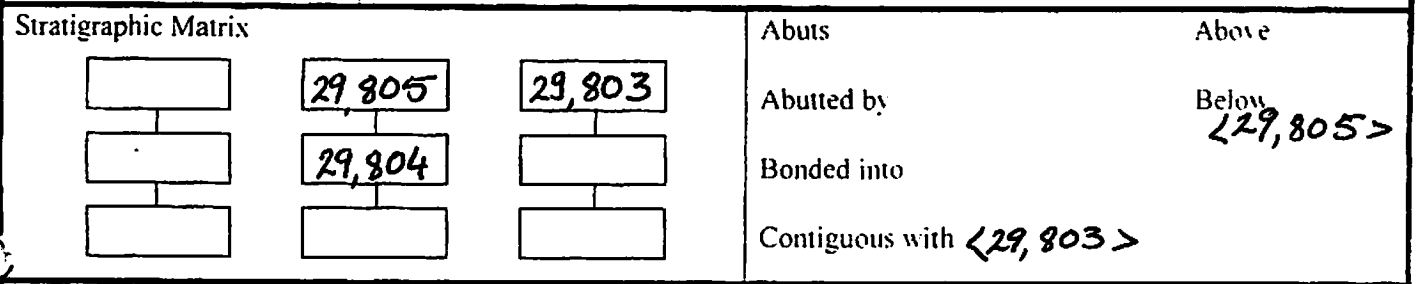 Stratigraphic Matrix
29,805 29,803
29,804
Abuts Above
Abutted by Below
<29,805>
Bonded into
Contiguous with <29,803>